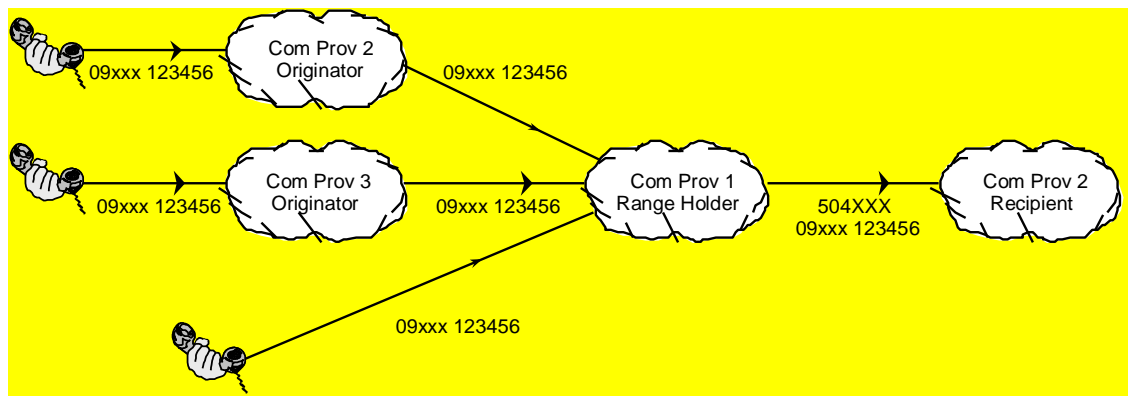 Com Prov 2
Originator
09xxx 123456
09xxx 123456
Com Prov 3
Originator
09xxx 123456
09xxx 123456
Com Prov 1
Range Holder
504XXX
09xxx 123456
Com Prov 2
Recipient
09xxx 123456